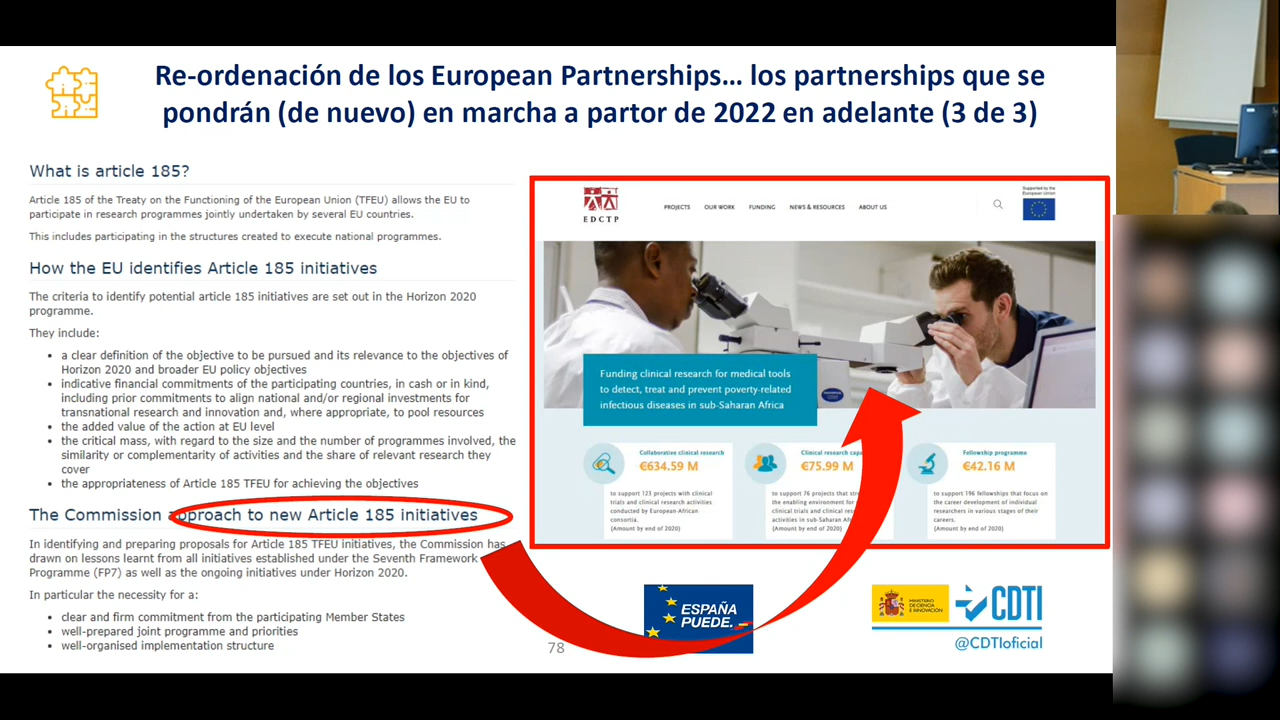 Re-ordenación de los European Partnerships... los partnerships que se
pondrán (de nuevo) en marcha a partor de 2022 en adelante (3 de 3)
What is article 185?
Article 185 of the Treaty on the Functioning of the European Union (TFEU) allows the EU to
participate in research programmes jointly undertaken by several EU countries.
This includes participating in the structures created to execute national programmes.
How the EU identifies Article 185 initiatives
The criteria to identify potential article 185 initiatives are set out in the Horizon 2020
programme.
They include:
• a clear definition of the objective to be pursued and its relevance to the objectives of
Horizon 2020 and broader EU policy objectives
• indicative financial commitments of the participating countries, in cash or in kind,
including prior commitments to align national and/or regional investments for
transnational research and innovation and, where appropriate, to pool resources
• the added value of the action at EU level
• the critical mass, with regard to the size and the number of programmes involved, the
similarity or complementarity of activities and the share of relevant research they
cover
• the appropriateness of Article 185 TFEU for achieving the objectives
The Commission approach to new Article 185 initiatives
In identifying and preparing proposals for Article 185 TFEU initiatives, the Commission has
drawn on lessons learnt from all initiatives established under the Seventh Framework
Programme (FP7) as well as the ongoing initiatives under Horizon 2020.
In particular the necessity for a:
• clear and firm commitment from the participating Member States
• well-prepared joint programme and priorities
• well-organised implementation structure
EDCTP
PROJECTS OUR WORK FUNDING NEWS & RESOURCES ABOUT US
Supported by the
European Union
Funding clinical research for medical tools
to detect, treat and prevent poverty-related
infectious diseases in sub-Saharan Africa
Collaborative clinical research
€634.59 M
to support 123 projects with clinical
trials and clinical research activities
conducted by European-African
consortia.
(Amount by end of 2020)
Clinical research capa
€75.99 M
to support 76 projects that stre
the enabling environment for
clinical trials and clinical rese
activities in sub-Saharan Af
(Amount by end of 2020)
Fellowship programme
€42.16 M
to support 196 fellowships that focus on
the career development of individual
researchers in various stages of their
careers.
(Amount by end of 2020)
78
ESPAÑA
PUEDE.
MINISTERIO
DE CIENCIA
E INNOVACIÓN
CDTI
@CDTIoficial